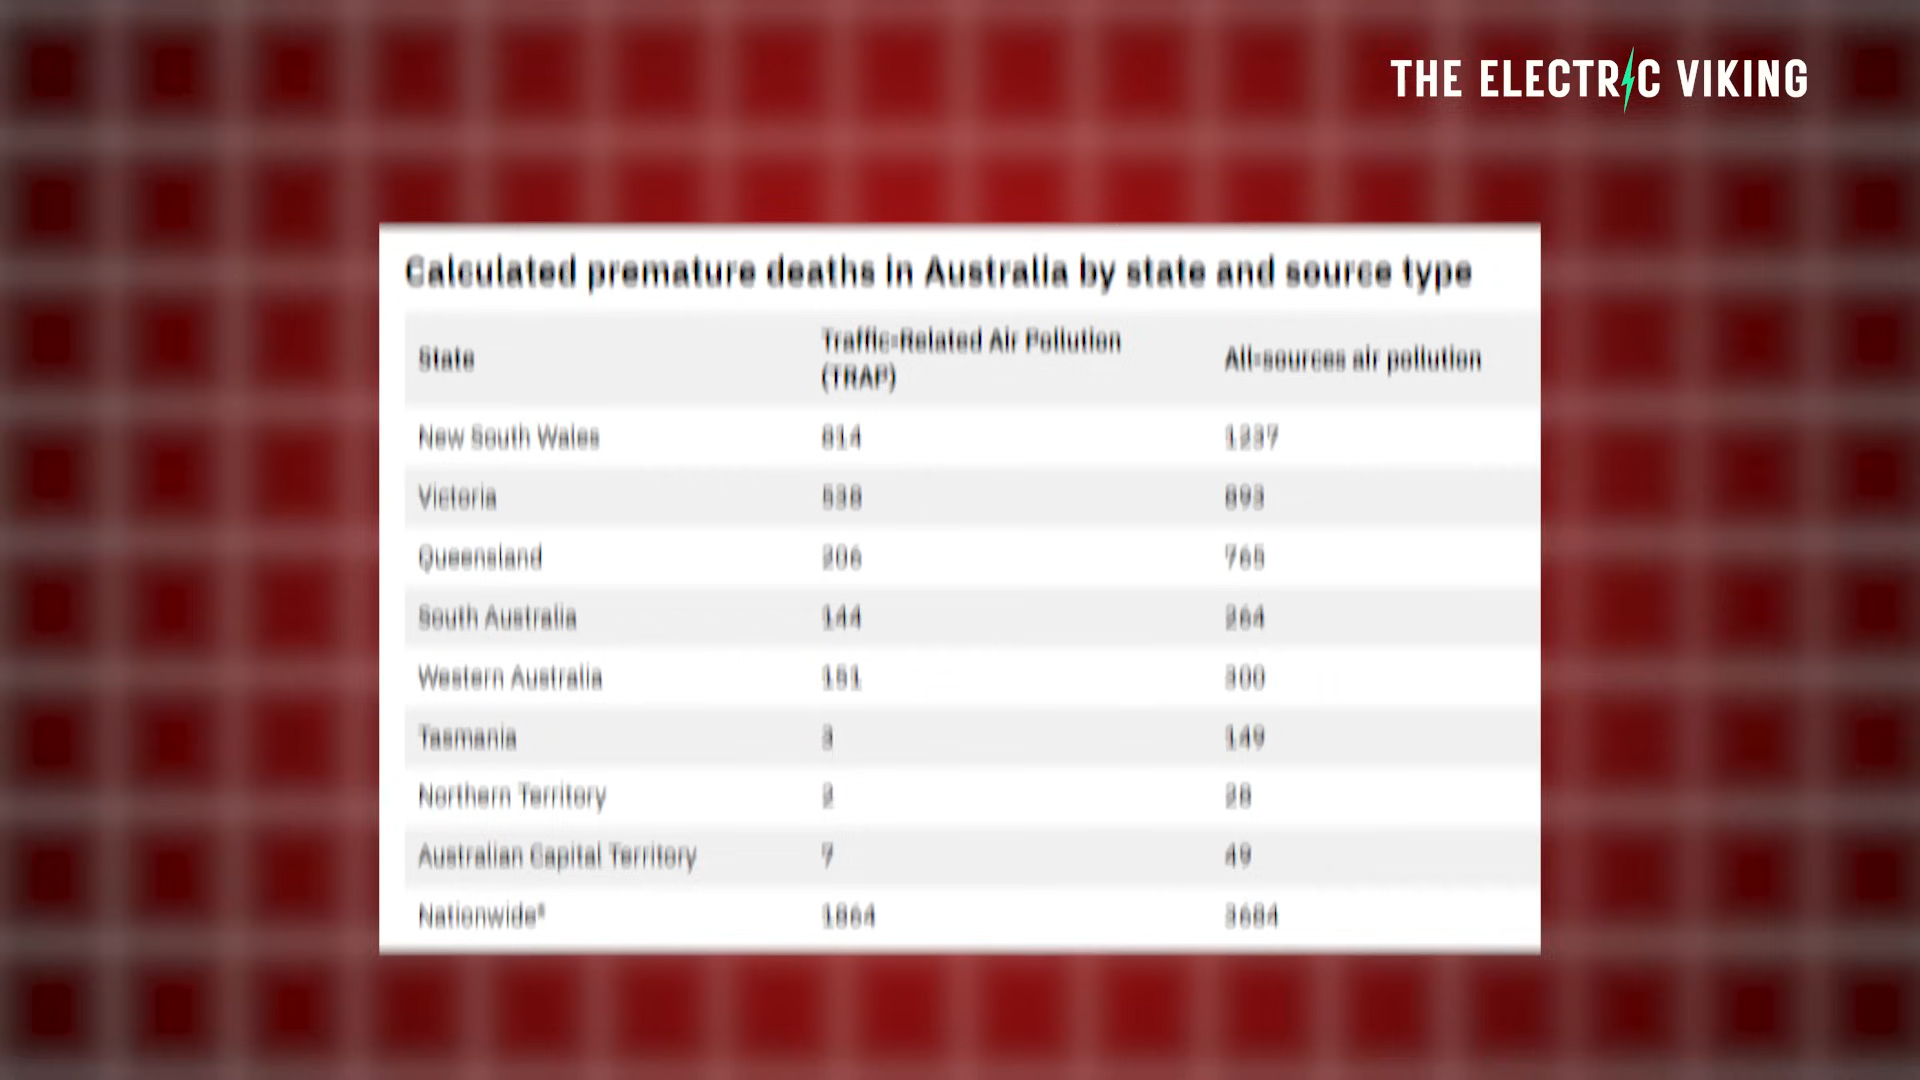 THE ELECTRIC VIKING
Calculated premature deaths in Australia by state and source type
State
Traffic-Related Air Pollution
(TRAP)
All-sources air pollution
New South Wales 814 1237
Victoria 538 893
Queensland 206 765
South Australia 144 264
Western Australia 151 300
Tasmania 3 149
Northern Territory 2 28
Australian Capital Territory 7 49
Nationwide* 1864 3684